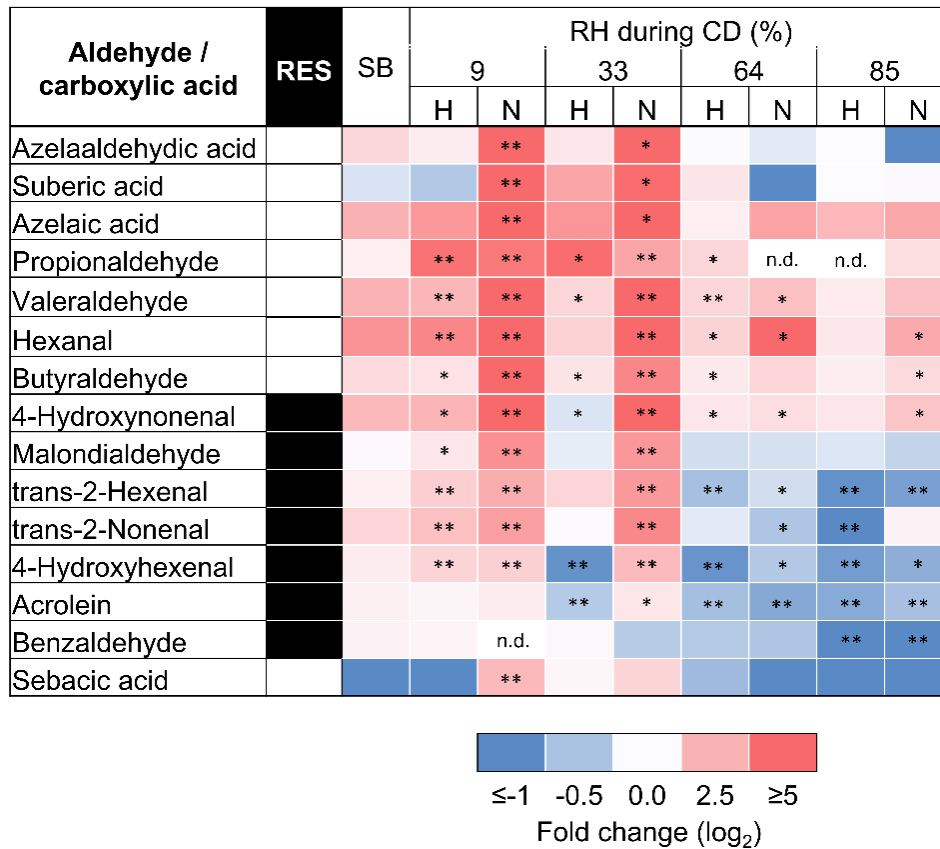 RH during CD (%)
Aldehyde / carboxylic acid RES SB 9 33 64 85
H N H N H N H N
Azelaaldehydic acid ** *
Suberic acid ** *
Azelaic acid ** *
Propionaldehyde ** ** * ** * n.d. n.d.
Valeraldehyde ** ** * ** ** *
Hexanal ** ** ** * * *
Butyraldehyde * ** * ** * *
4-Hydroxynonenal * ** * ** * * *
Malondialdehyde * ** **
trans-2-Hexenal ** ** ** ** * ** **
trans-2-Nonenal ** ** ** * **
4-Hydroxyhexenal ** ** ** ** ** * ** *
Acrolein ** * ** ** ** **
Benzaldehyde n.d. ** **
Sebacic acid **
≤-1 -0.5 0.0 2.5 ≥5
Fold change (log₂)